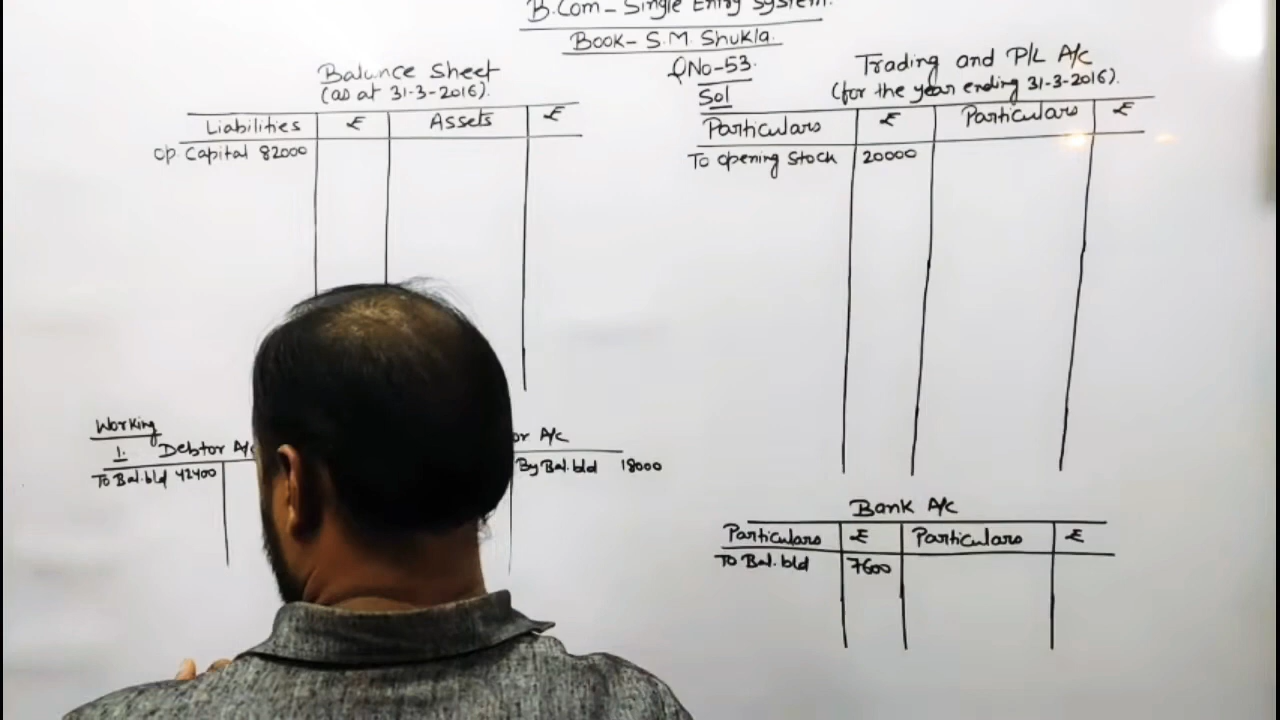 B.Com - Single Entry System.
Book - S.M. Shukla.
QNo-53.
Sol
Balance Sheet
(as at 31-3-2016).
Liabilities ₹ Assets ₹
Op. Capital 82000
Trading and P/L A/c
(for the year ending 31-3-2016).
Particulars ₹ Particulars ₹
To opening Stock 20000
Working
1. Debtor A/c
To Bal. b/d 42400
or A/c
By Bal. b/d 18000
Bank A/c
Particulars ₹ Particulars ₹
To Bal. b/d 7600